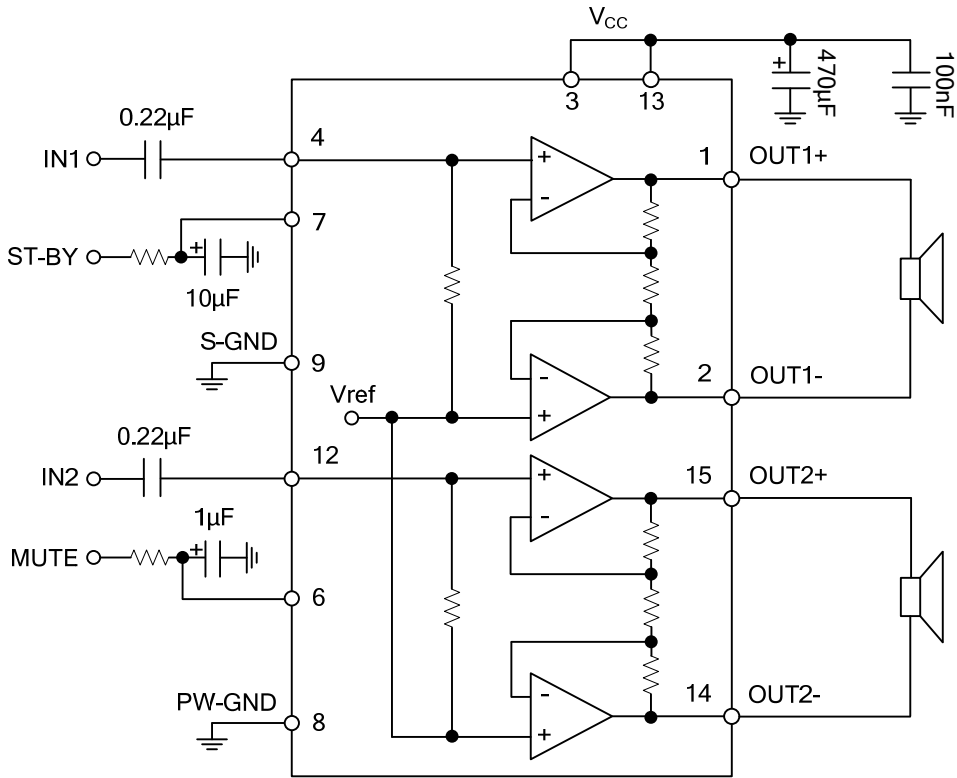 V_CC
470µF
100nF
3
13
0.22µF
4
IN1
+
-
1
OUT1+
7
ST-BY
+
10µF
S-GND
9
-
+
2
OUT1-
Vref
0.22µF
12
IN2
+
-
15
OUT2+
1µF
MUTE
+
6
PW-GND
8
-
+
14
OUT2-
+